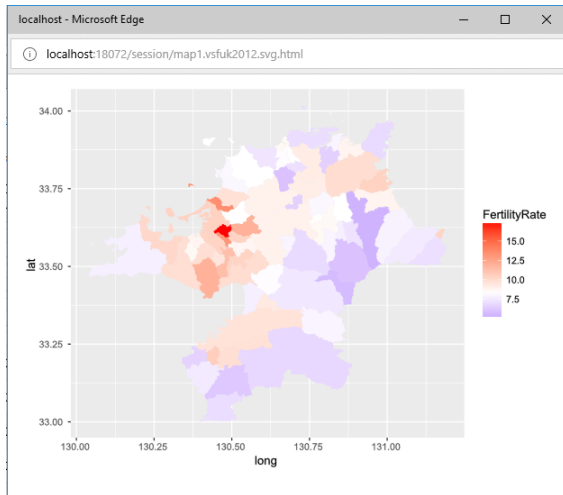 localhost - Microsoft Edge
localhost:18072/session/map1.vsfuk2012.svg.html
34.00
33.75
33.50
33.25
33.00
lat
130.00 130.25 130.50 130.75 131.00
long
FertilityRate
15.0
12.5
10.0
7.5